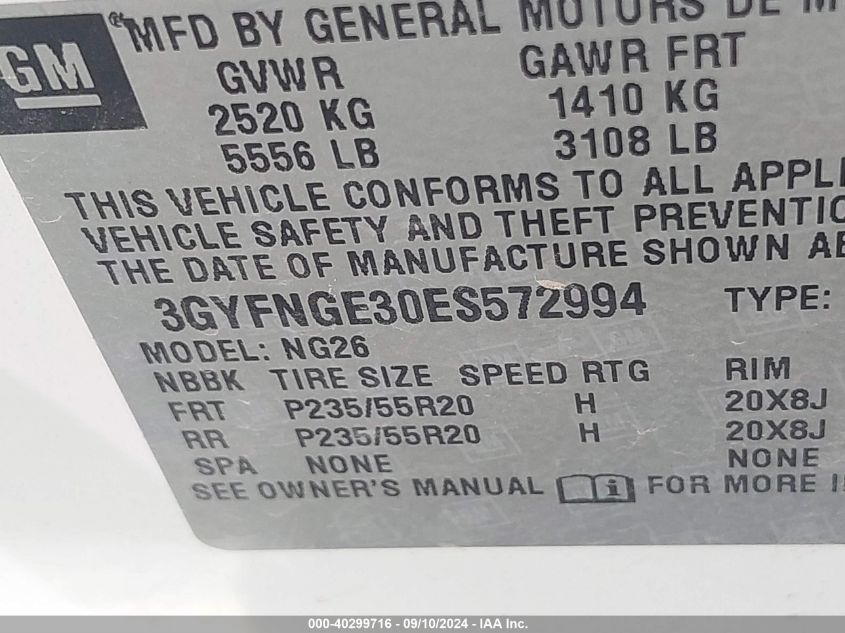 GM
MFD BY GENERAL MOTORS DE M
GVWR GAWR FRT
2520 KG 1410 KG
5556 LB 3108 LB
THIS VEHICLE CONFORMS TO ALL APPLI
VEHICLE SAFETY AND THEFT PREVENTIO
THE DATE OF MANUFACTURE SHOWN AB
3GYFNGE30ES572994 TYPE:
MODEL: NG26
NBBK TIRE SIZE SPEED RTG RIM
FRT P235/55R20 H 20X8J
RR P235/55R20 H 20X8J
SPA NONE NONE
SEE OWNER'S MANUAL i FOR MORE I
000-40299716 - 09/10/2024 - IAA Inc.